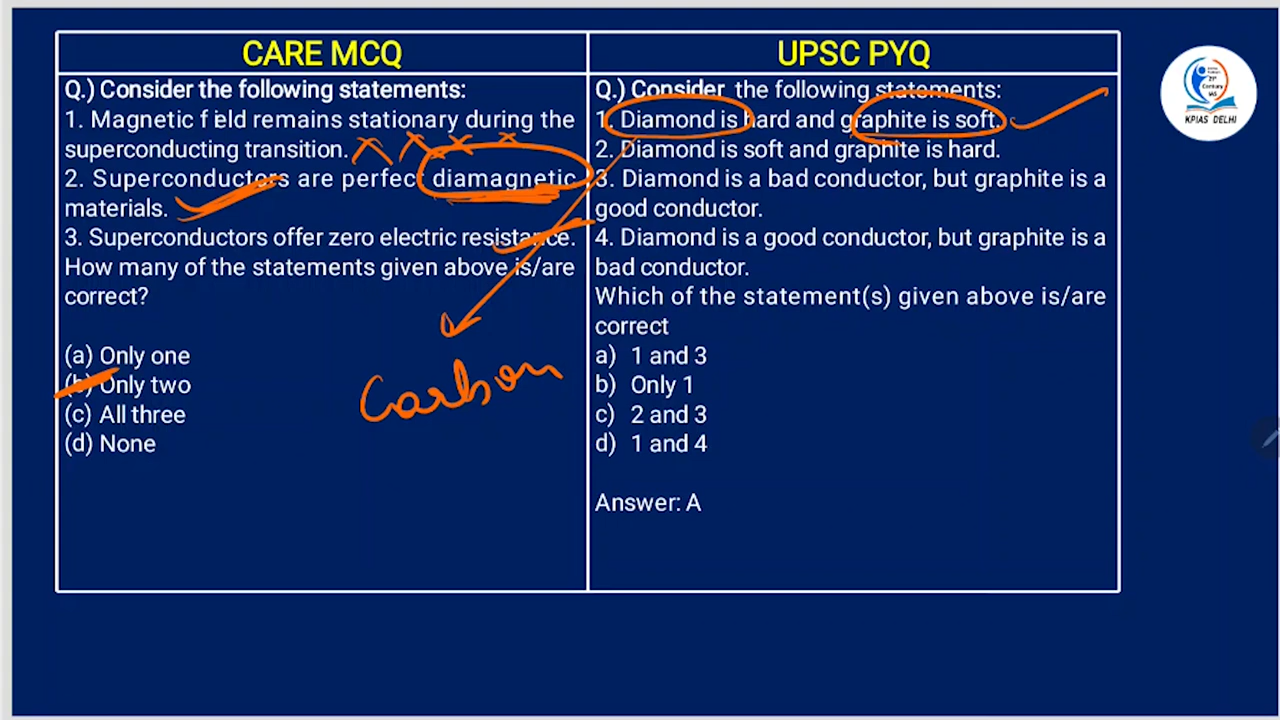 CARE MCQ
Q.) Consider the following statements:
1. Magnetic field remains stationary during the
superconducting transition.
2. Superconductors are perfect diamagnetic
materials.
3. Superconductors offer zero electric resistance.
How many of the statements given above is/are
correct?
(a) Only one
(b) Only two
(c) All three
(d) None
Carbon
UPSC PYQ
Q.) Consider the following statements:
1. Diamond is hard and graphite is soft.
2. Diamond is soft and graphite is hard.
3. Diamond is a bad conductor, but graphite is a
good conductor.
4. Diamond is a good conductor, but graphite is a
bad conductor.
Which of the statement(s) given above is/are
correct
a) 1 and 3
b) Only 1
c) 2 and 3
d) 1 and 4
Answer: A
21st
Century
IAS
KPIAS DELHI